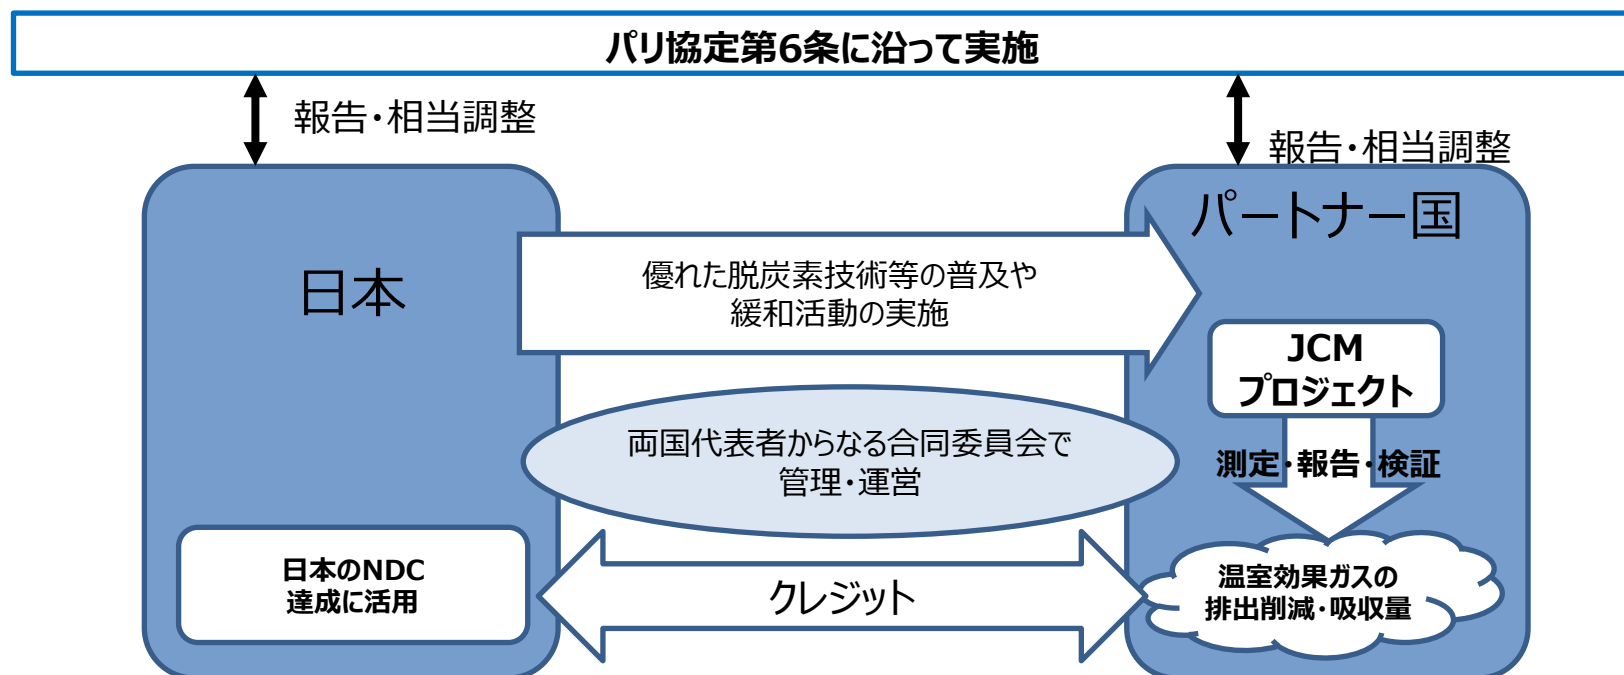 パリ協定第6条に沿って実施
報告・相当調整
報告・相当調整
日本
パートナー国
優れた脱炭素技術等の普及や
緩和活動の実施
JCM
プロジェクト
両国代表者からなる合同委員会で
管理・運営
測定・報告・検証
日本のNDC
達成に活用
クレジット
温室効果ガスの
排出削減・吸収量